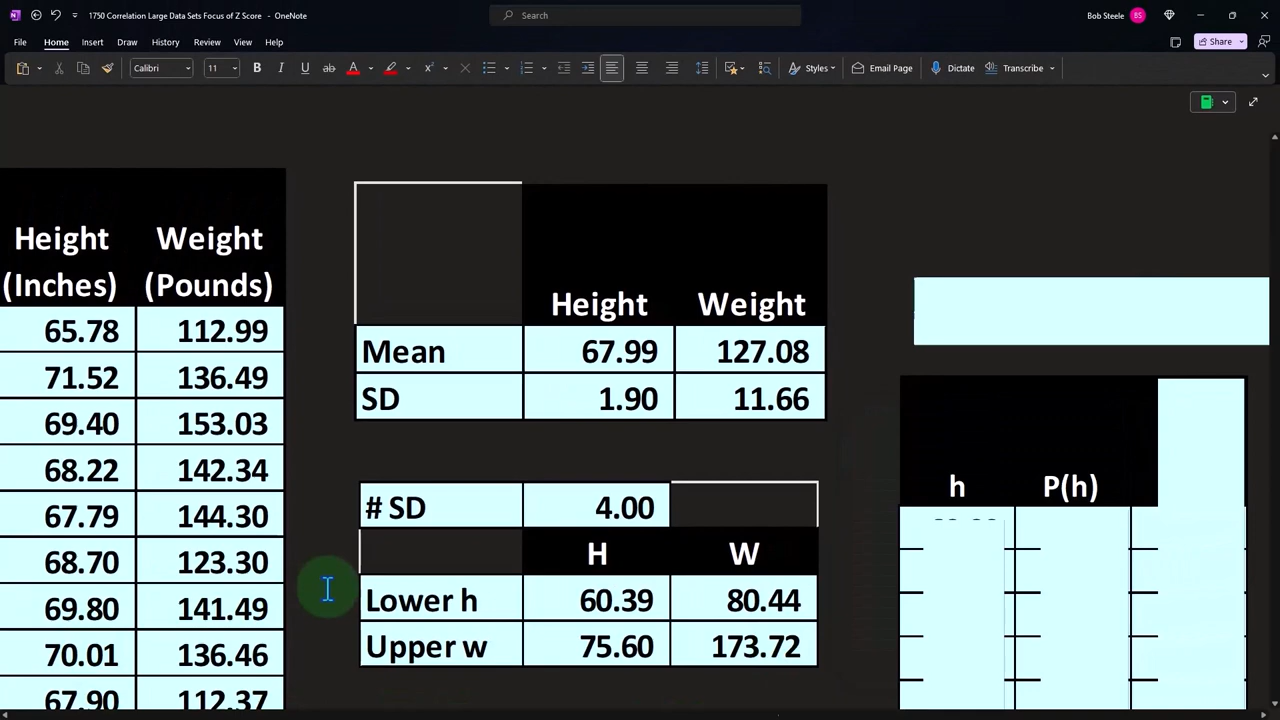 1750 Correlation Large Data Sets Focus of Z Score - OneNote
Search
Bob Steele
BS
File Home Insert Draw History Review View Help
Share
Calibri 11 B I U ab A Styles Email Page Dictate Transcribe
Height (Inches) Weight (Pounds)
65.78 112.99
71.52 136.49
69.40 153.03
68.22 142.34
67.79 144.30
68.70 123.30
69.80 141.49
70.01 136.46
67.90 112.37
Height Weight
Mean 67.99 127.08
SD 1.90 11.66
# SD 4.00
H W
Lower h 60.39 80.44
Upper w 75.60 173.72
h P(h)